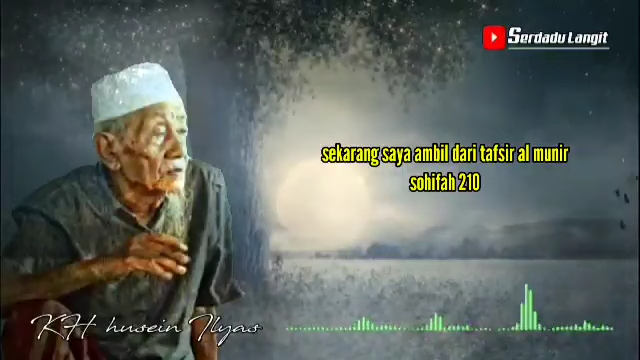 Serdadu Langit
sekarang saya ambil dari tafsir al munir
sohifah 210
KH husein Ilyas